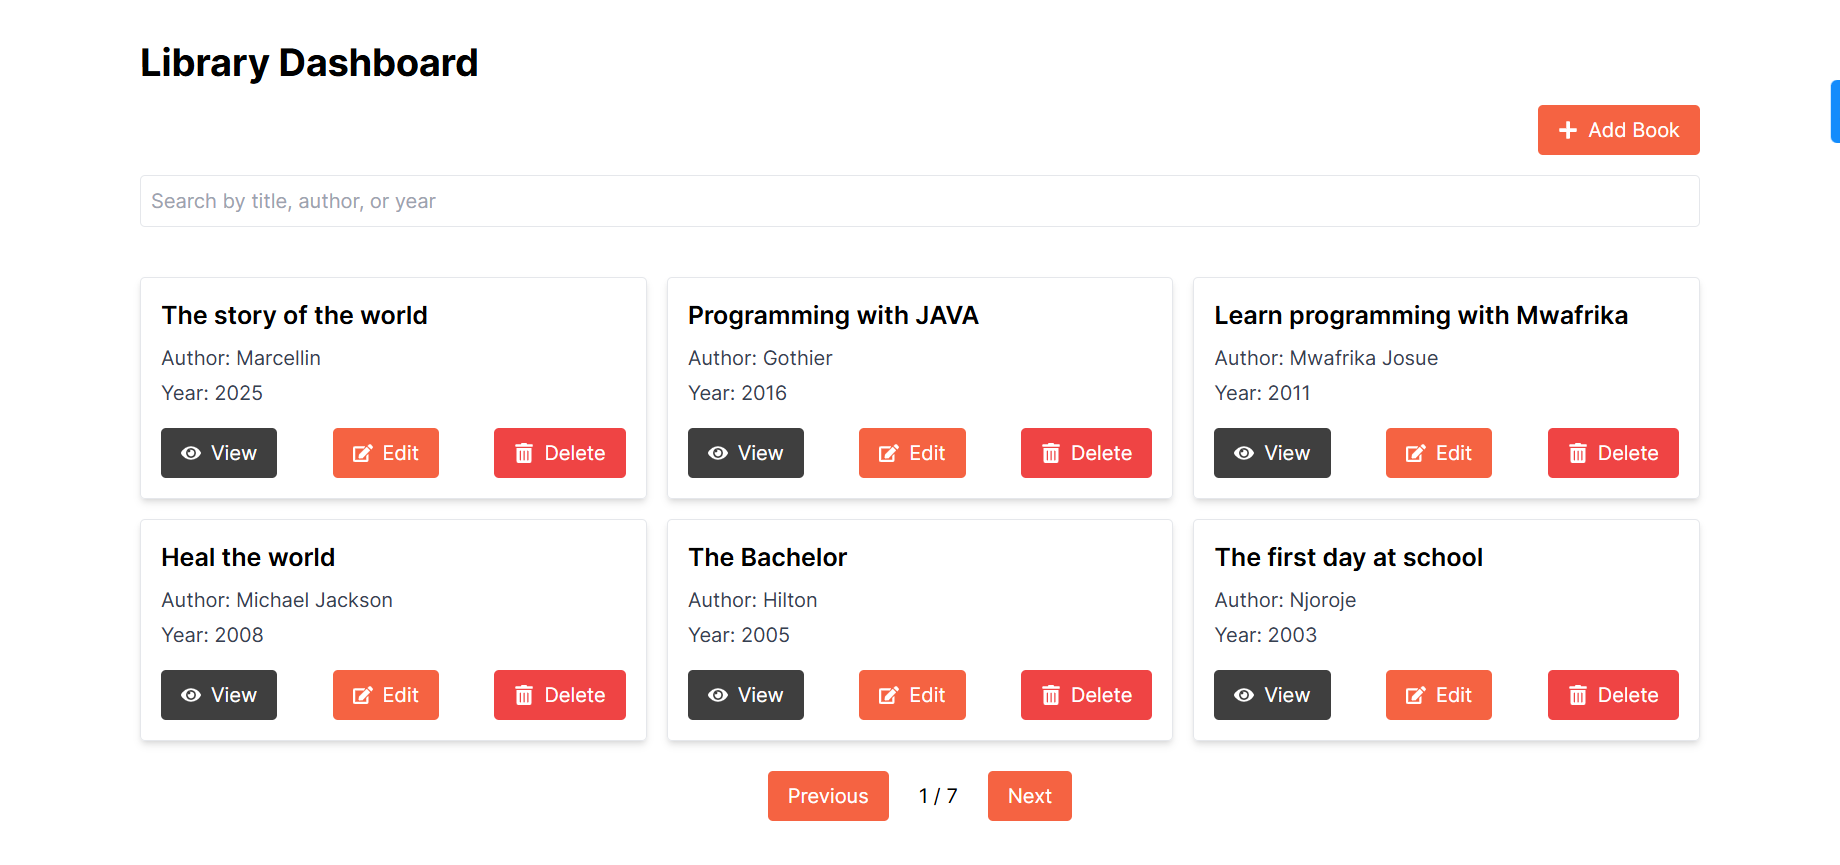 Library Dashboard
Add Book
Search by title, author, or year
The story of the world
Author: Marcellin
Year: 2025
View Edit Delete
Programming with JAVA
Author: Gothier
Year: 2016
View Edit Delete
Learn programming with Mwafrika
Author: Mwafrika Josue
Year: 2011
View Edit Delete
Heal the world
Author: Michael Jackson
Year: 2008
View Edit Delete
The Bachelor
Author: Hilton
Year: 2005
View Edit Delete
The first day at school
Author: Njoroje
Year: 2003
View Edit Delete
Previous 1 / 7 Next